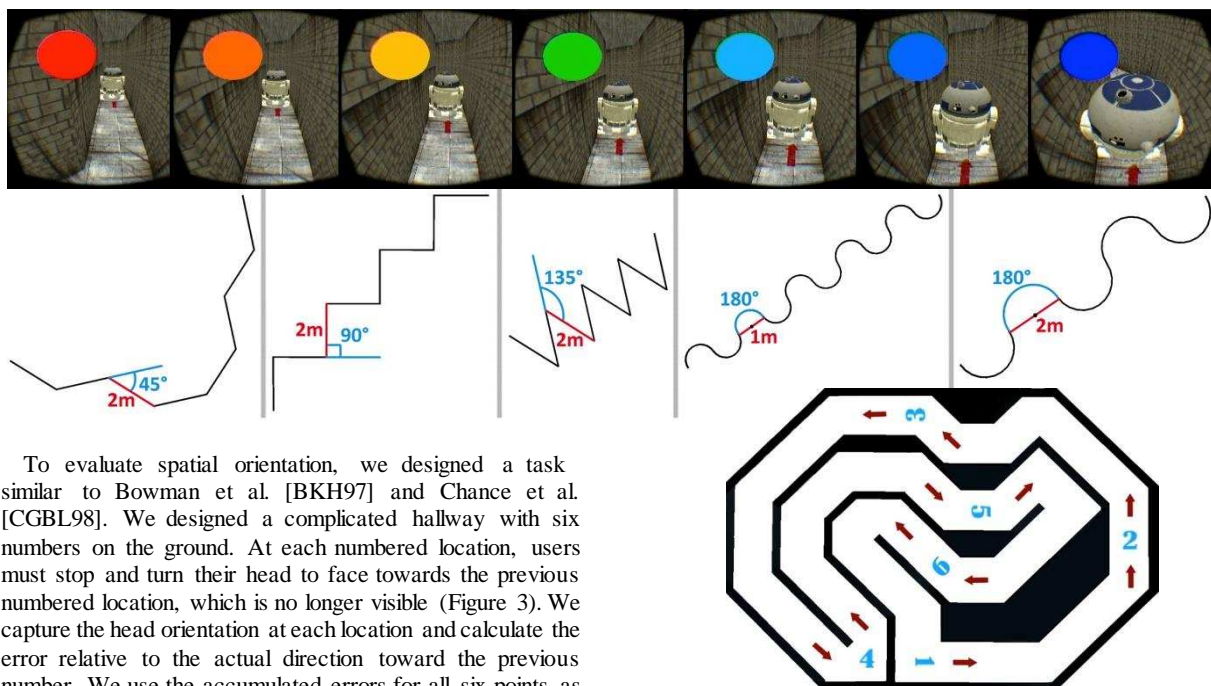 45°
2m
2m
90°
135°
2m
180°
1m
180°
2m
To evaluate spatial orientation, we designed a task
similar to Bowman et al. [BKH97] and Chance et al.
[CGBL98]. We designed a complicated hallway with six
numbers on the ground. At each numbered location, users
must stop and turn their head to face towards the previous
numbered location, which is no longer visible (Figure 3). We
capture the head orientation at each location and calculate the
error relative to the actual direction toward the previous
number. We use the accumulated errors for all six points as
3
5
2
6
4
1